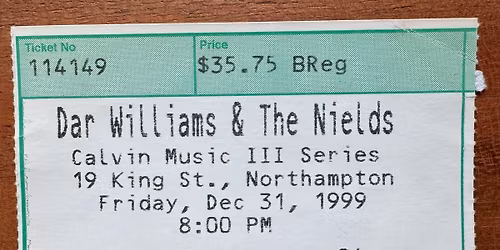 Ticket No Price
114149 $35.75 BReg
Dar Williams & The Nields
Calvin Music III Series
19 King St., Northampton
Friday, Dec 31, 1999
8:00 PM